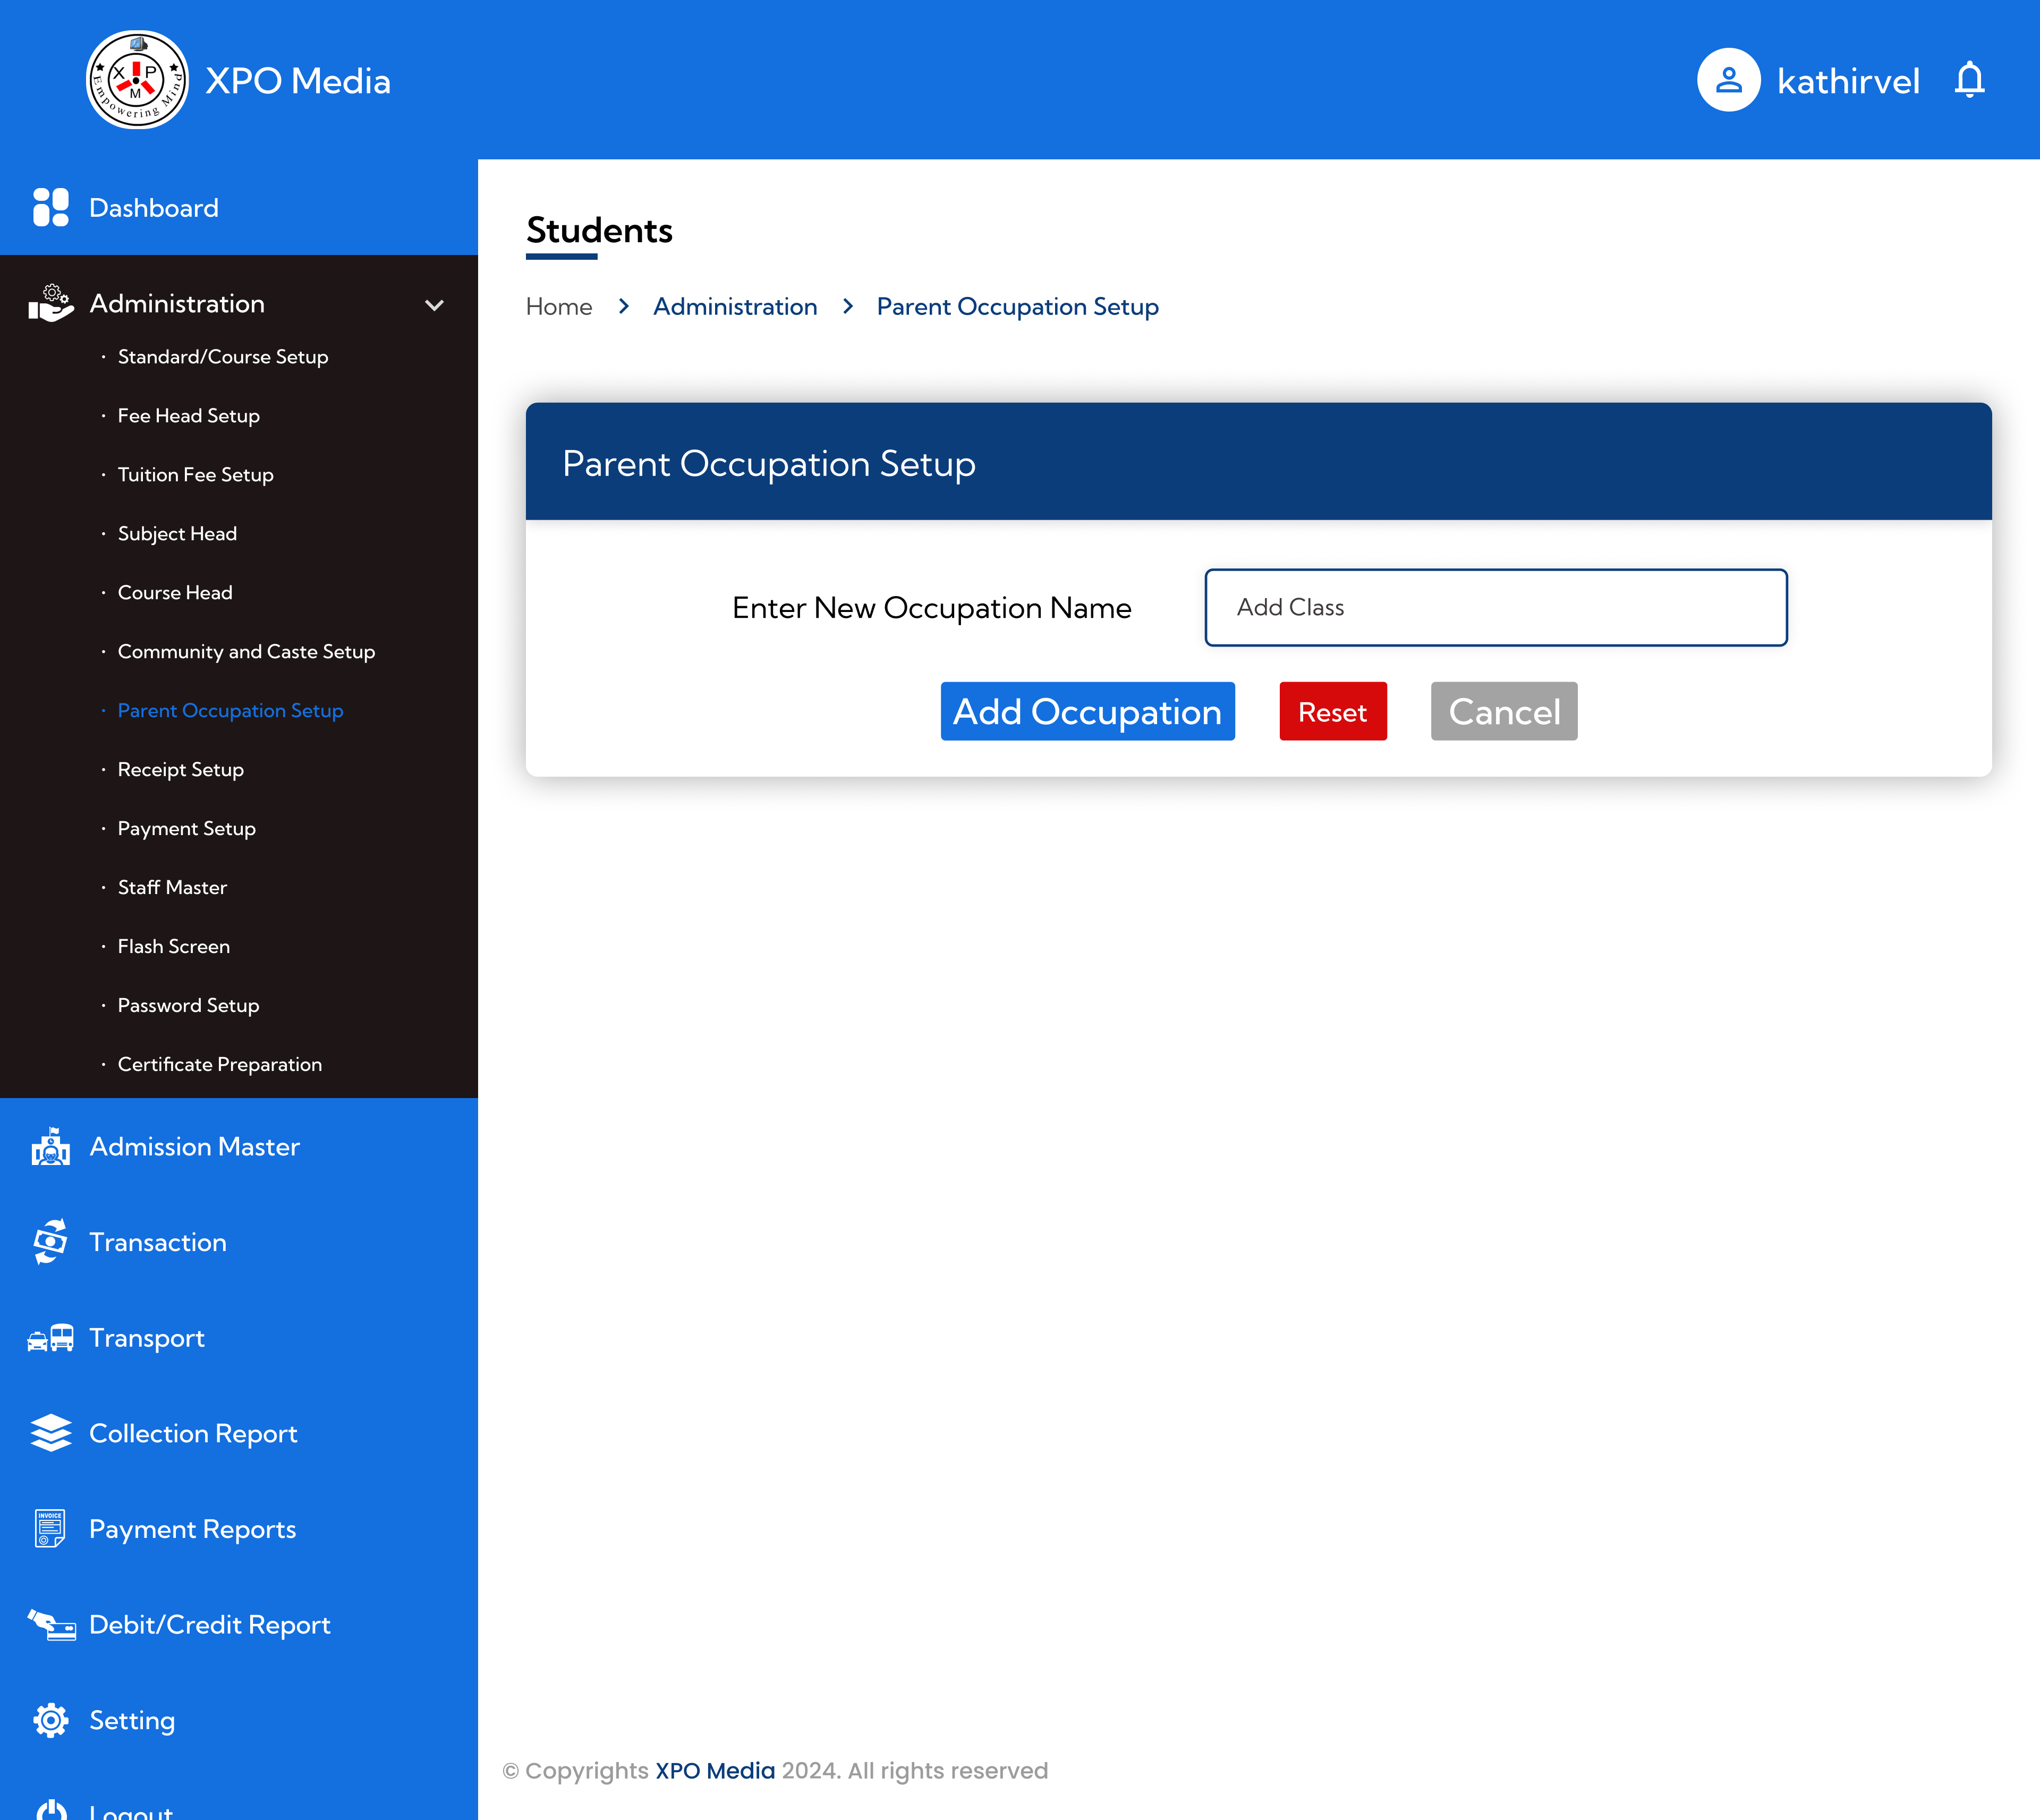 X P M
Empowering Mind
XPO Media
kathirvel
Dashboard
Administration
· Standard/Course Setup
· Fee Head Setup
· Tuition Fee Setup
· Subject Head
· Course Head
· Community and Caste Setup
· Parent Occupation Setup
· Receipt Setup
· Payment Setup
· Staff Master
· Flash Screen
· Password Setup
· Certificate Preparation
Admission Master
Transaction
Transport
Collection Report
INVOICE
Payment Reports
Debit/Credit Report
Setting
Logout
Students
Home > Administration > Parent Occupation Setup
Parent Occupation Setup
Enter New Occupation Name
Add Class
Add Occupation
Reset
Cancel
© Copyrights XPO Media 2024. All rights reserved